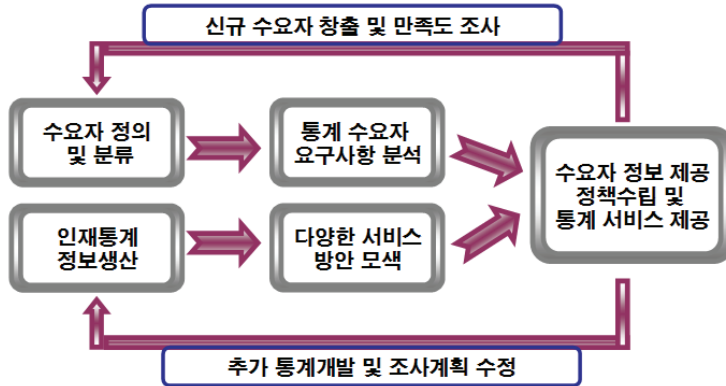 신규 수요자 창출 및 만족도 조사
수요자 정의
및 분류
통계 수요자
요구사항 분석
수요자 정보 제공
정책수립 및
통계 서비스 제공
인재통계
정보생산
다양한 서비스
방안 모색
추가 통계개발 및 조사계획 수정